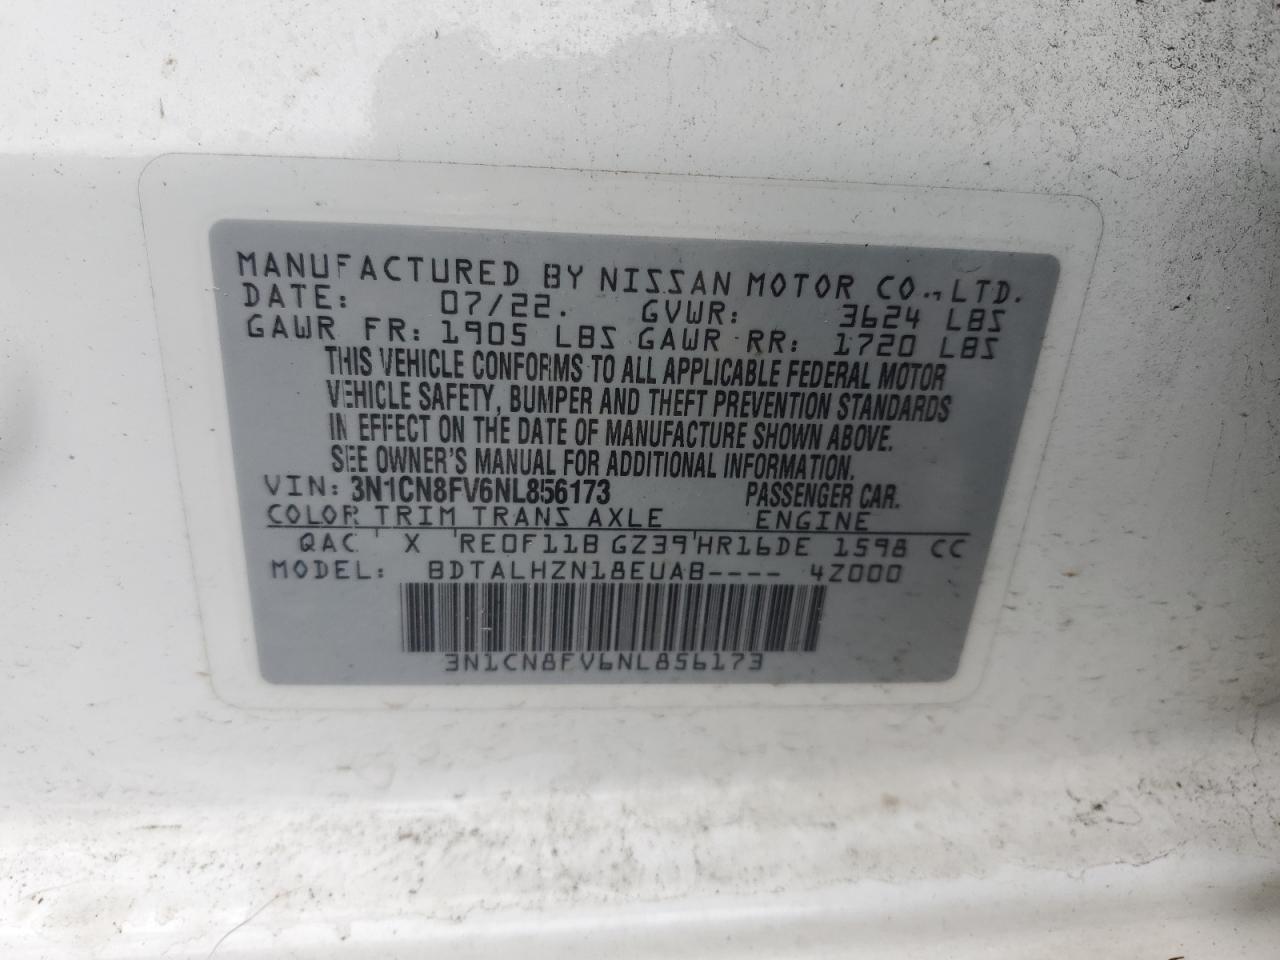 MANUFACTURED BY NISSAN MOTOR CO., LTD.
DATE: 07/22. GVWR: 3624 LBS
GAWR FR: 1905 LBS GAWR RR: 1720 LBS
THIS VEHICLE CONFORMS TO ALL APPLICABLE FEDERAL MOTOR
VEHICLE SAFETY, BUMPER AND THEFT PREVENTION STANDARDS
IN EFFECT ON THE DATE OF MANUFACTURE SHOWN ABOVE.
SEE OWNER'S MANUAL FOR ADDITIONAL INFORMATION.
VIN: 3N1CN8FV6NL856173 PASSENGER CAR.
COLOR TRIM TRANS AXLE ENGINE
QAC ' X 'RE0F11B GZ39'HR16DE 1598 CC
MODEL: BDTALHZN18EUAB---- 4Z000
3N1CN8FV6NL856173